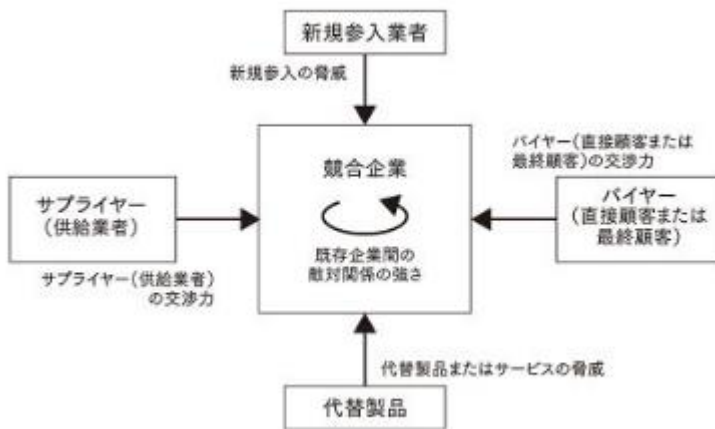 新規参入業者
新規参入の脅威
競合企業
既存企業間の
敵対関係の強さ
サプライヤー
(供給業者)
サプライヤー(供給業者)
の交渉力
バイヤー(直接顧客または
最終顧客)の交渉力
バイヤー
(直接顧客または
最終顧客)
代替製品またはサービスの脅威
代替製品